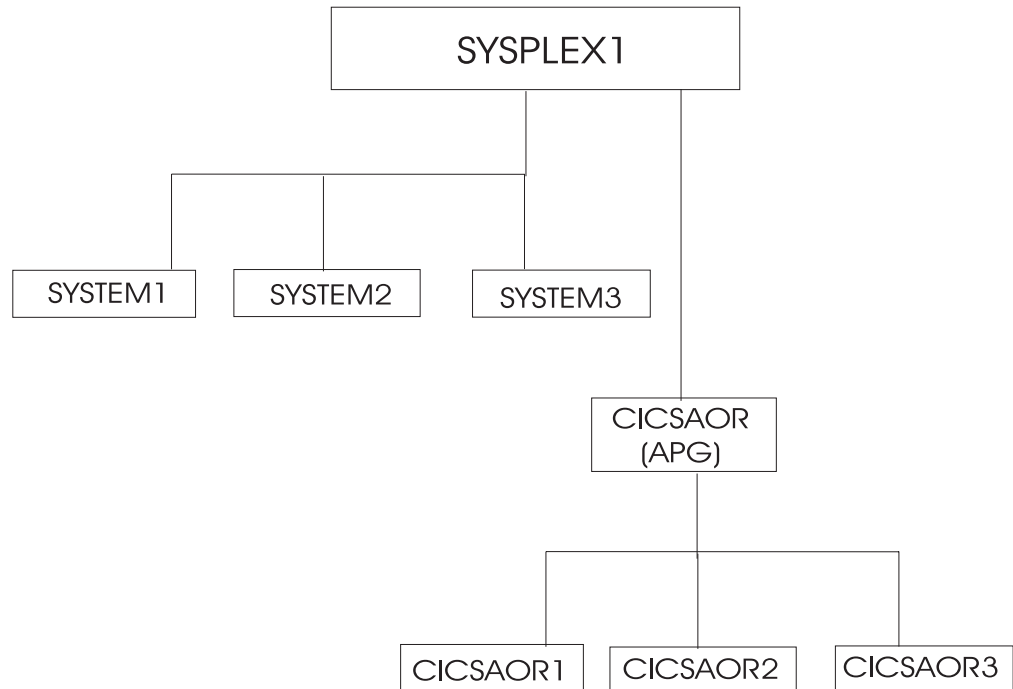 SYSPLEX1
SYSTEM1
SYSTEM2
SYSTEM3
CICSAOR
(APG)
CICSAOR1
CICSAOR2
CICSAOR3